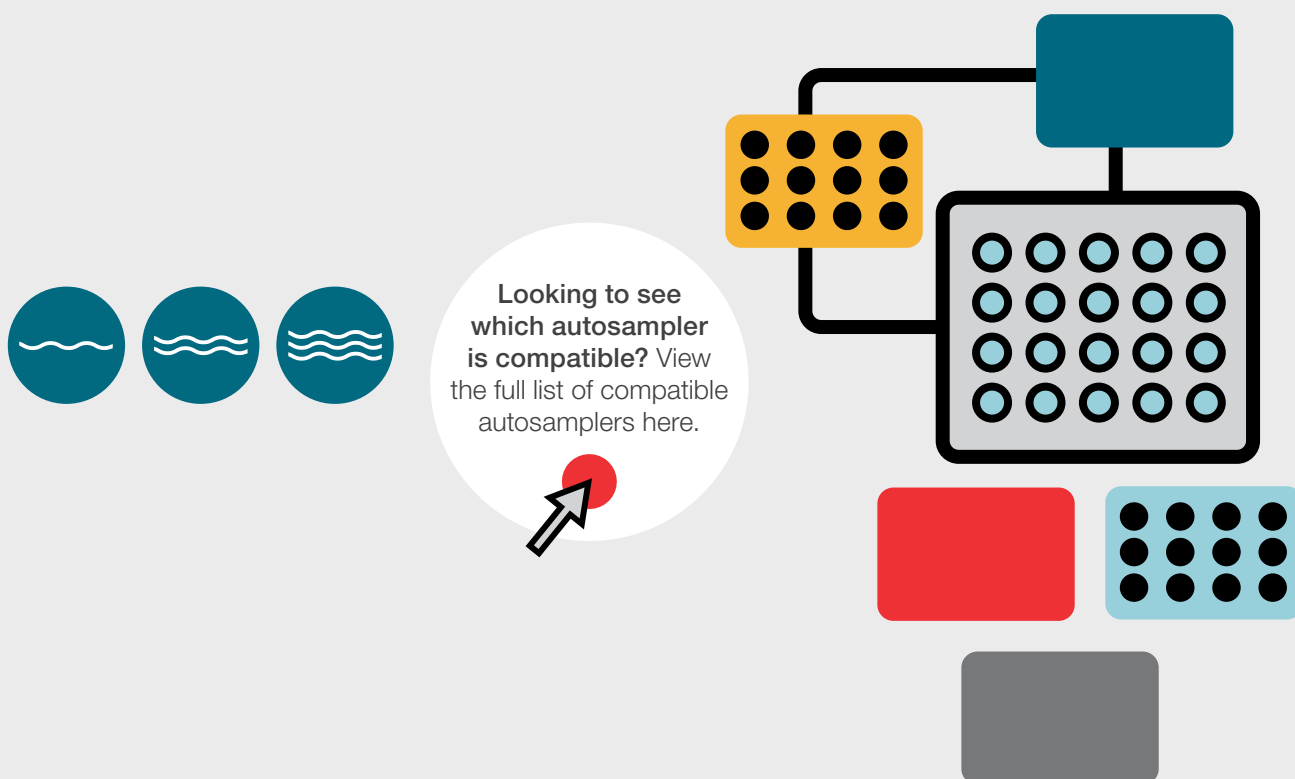 Looking to see
which autosampler
is compatible? View
the full list of compatible
autosamplers here.